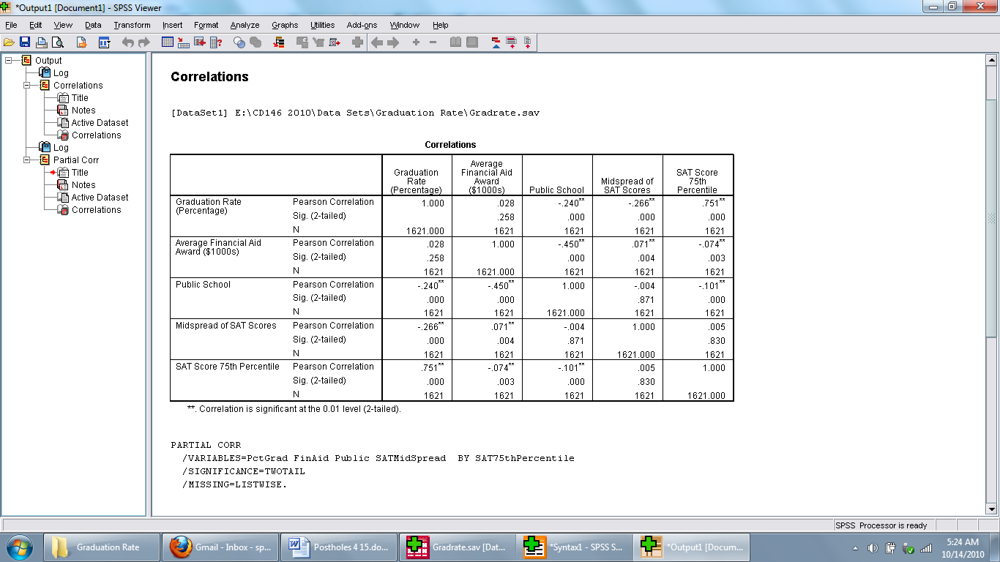 *Output1 [Document1] - SPSS Viewer
File Edit View Data Transform Insert Format Analyze Graphs Utilities Add-ons Window Help
Output
Log
Correlations
Title
Notes
Active Dataset
Correlations
Log
Partial Corr
Title
Notes
Active Dataset
Correlations
Correlations
[DataSet1] E:\CD146 2010\Data Sets\Graduation Rate\Gradrate.sav
Correlations
Graduation Rate (Percentage) Average Financial Aid Award ($1000s) Public School Midspread of SAT Scores SAT Score 75th Percentile
Graduation Rate (Percentage) Pearson Correlation 1.000 .028 -.240** -.266** .751**
Sig. (2-tailed) .258 .000 .000 .000
N 1621.000 1621 1621 1621 1621
Average Financial Aid Award ($1000s) Pearson Correlation .028 1.000 -.450** .071** -.074**
Sig. (2-tailed) .258 .000 .004 .003
N 1621 1621.000 1621 1621 1621
Public School Pearson Correlation -.240** -.450** 1.000 -.004 -.101**
Sig. (2-tailed) .000 .000 .871 .000
N 1621 1621 1621.000 1621 1621
Midspread of SAT Scores Pearson Correlation -.266** .071** -.004 1.000 .005
Sig. (2-tailed) .000 .004 .871 .830
N 1621 1621 1621 1621.000 1621
SAT Score 75th Percentile Pearson Correlation .751** -.074** -.101** .005 1.000
Sig. (2-tailed) .000 .003 .000 .830
N 1621 1621 1621 1621 1621.000
**. Correlation is significant at the 0.01 level (2-tailed).
PARTIAL CORR
/VARIABLES=PctGrad FinAid Public SATMidSpread BY SAT75thPercentile
/SIGNIFICANCE=TWOTAIL
/MISSING=LISTWISE.
SPSS Processor is ready
Graduation Rate
Gmail - Inbox - sp...
Postholes 4 15.do...
Gradrate.sav [Dat...
*Syntax1 - SPSS S...
*Output1 [Docum...
5:24 AM
10/14/2010